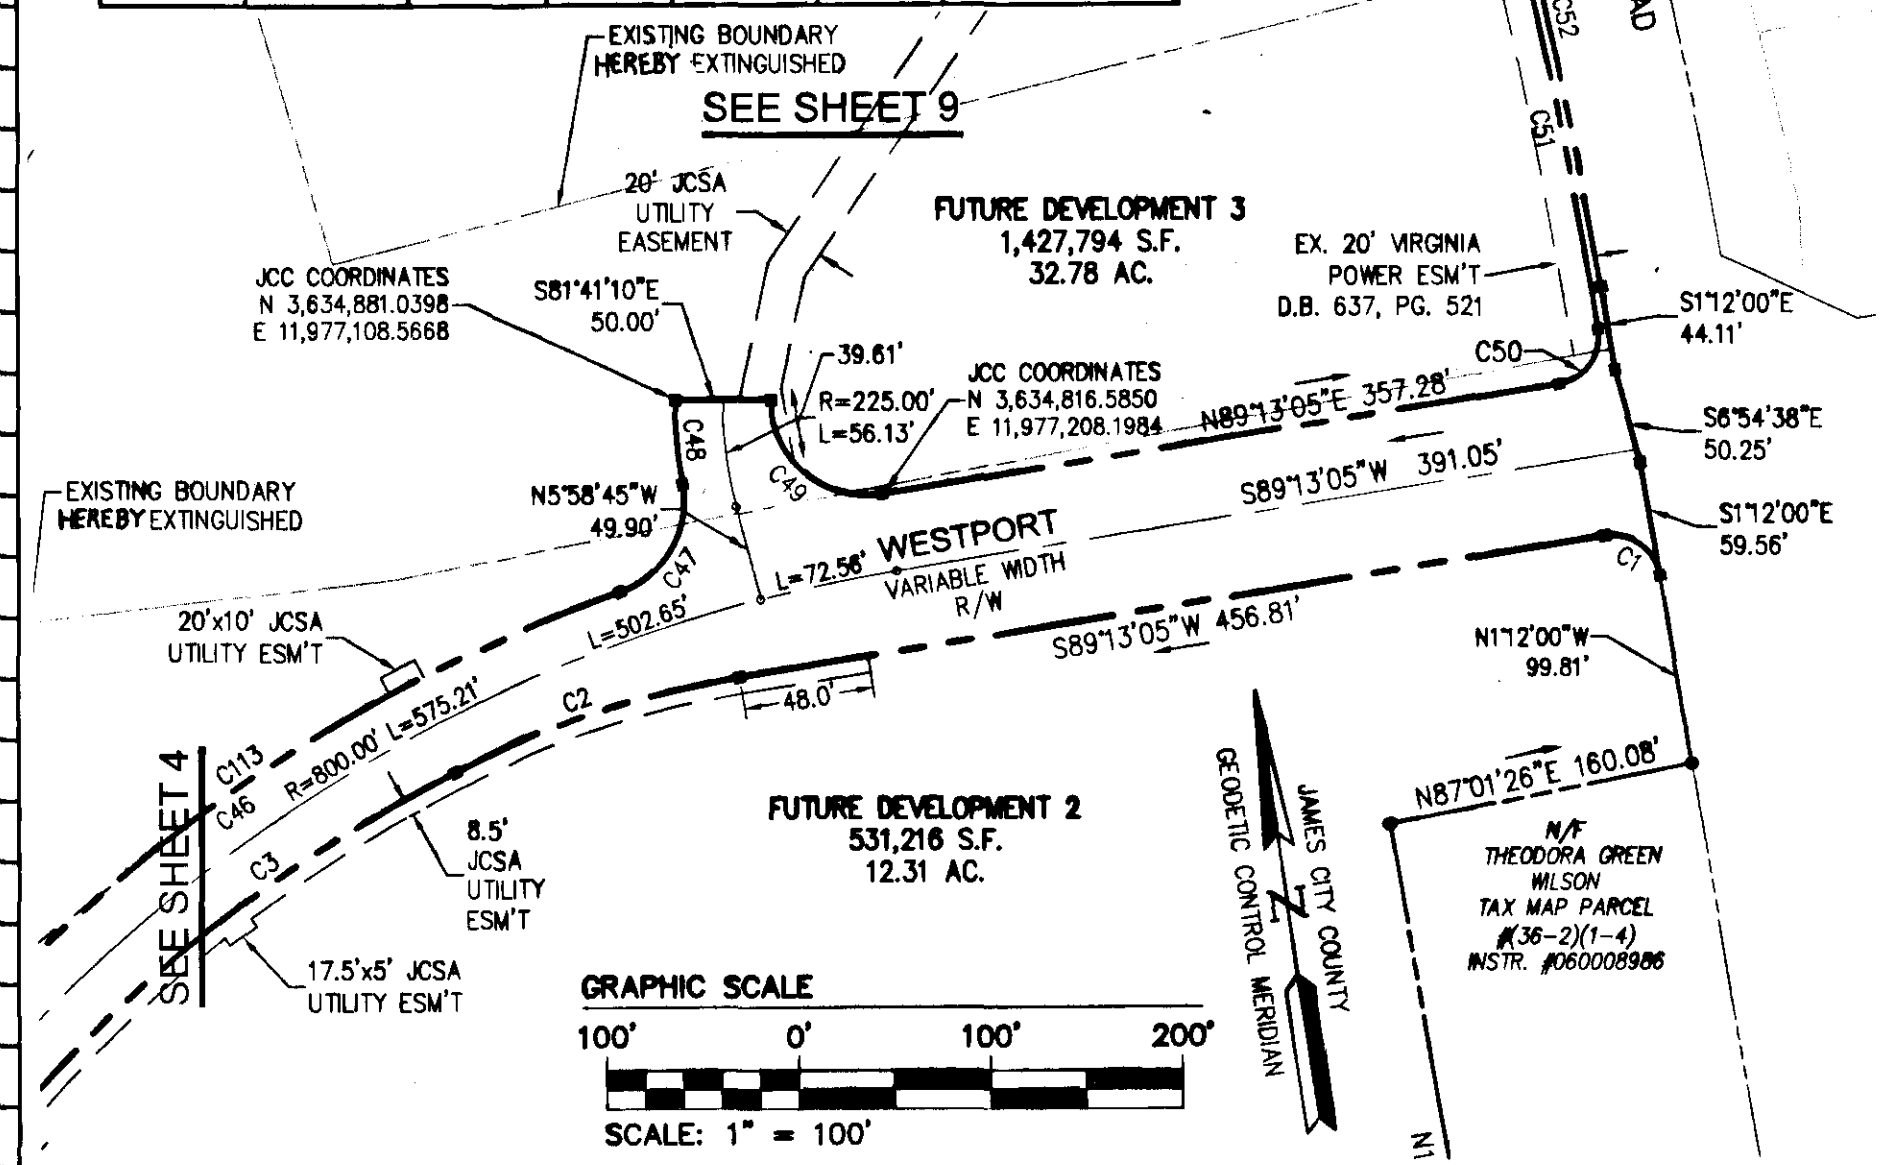 EXISTING BOUNDARY
HEREBY EXTINGUISHED
SEE SHEET 9
C52
AD
C51
20' JCSA
UTILITY
EASEMENT
FUTURE DEVELOPMENT 3
1,427,794 S.F.
32.78 AC.
EX. 20' VIRGINIA
POWER ESM'T
D.B. 637, PG. 521
JCC COORDINATES
N 3,634,881.0398
E 11,977,108.5668
S81°41'10"E
50.00'
S1°12'00"E
44.11'
39.61'
R=225.00'
L=56.13'
JCC COORDINATES
N 3,634,816.5850
E 11,977,208.1984
C50
N89°13'05"E 357.28'
C48
C49
S6°54'38"E
50.25'
S89°13'05"W 391.05'
EXISTING BOUNDARY
HEREBY EXTINGUISHED
N5°58'45"W
49.90'
S1°12'00"E
59.56'
WESTPORT
VARIABLE WIDTH
R/W
L=72.56'
C47
C1
20'x10' JCSA
UTILITY ESM'T
L=502.65'
S89°13'05"W 456.81'
N1°12'00"W
99.81'
C2
48.0'
R=800.00' L=575.21'
C113
C46
SEE SHEET 4
C3
N87°01'26"E 160.08'
8.5'
JCSA
UTILITY
ESM'T
FUTURE DEVELOPMENT 2
531,216 S.F.
12.31 AC.
JAMES CITY COUNTY
GEODETIC CONTROL MERIDIAN
N
N/F
THEODORA GREEN
WILSON
TAX MAP PARCEL
#(36-2)(1-4)
INSTR. #060008986
17.5'x5' JCSA
UTILITY ESM'T
GRAPHIC SCALE
100' 0' 100' 200'
SCALE: 1" = 100'
N1